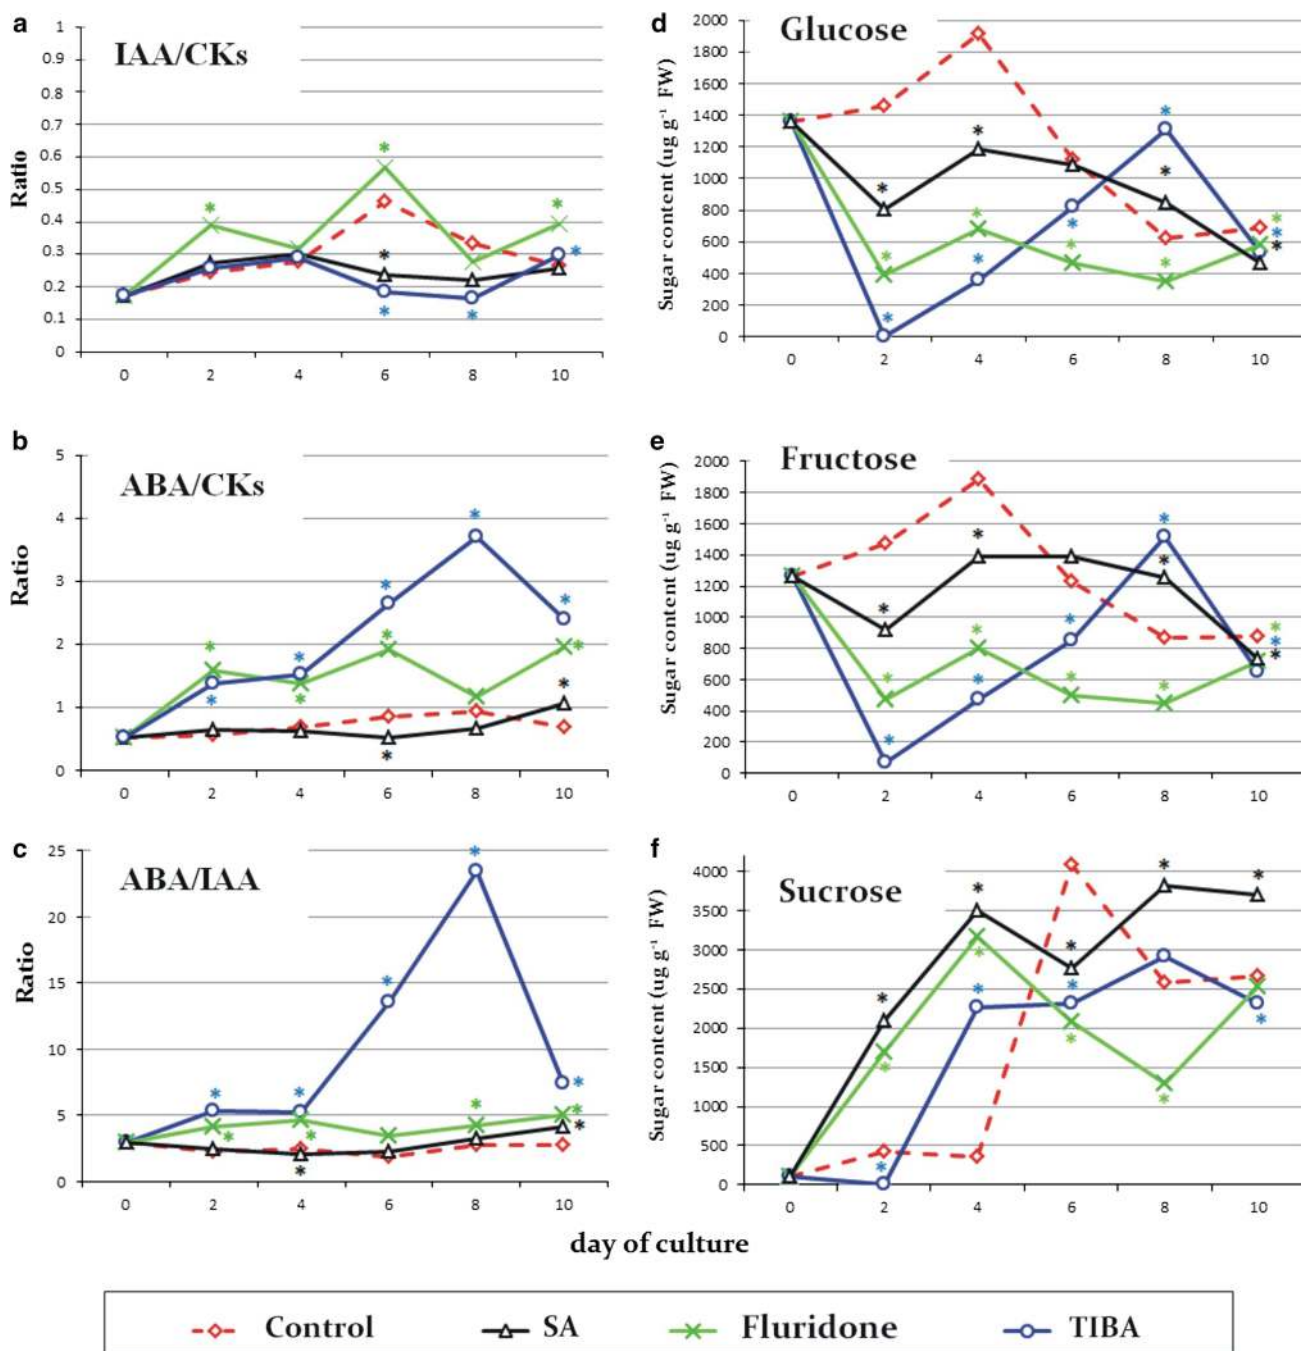 a
IAA/CKs
Ratio
1
0.9
0.8
0.7
0.6
0.5
0.4
0.3
0.2
0.1
0
0 2 4 6 8 10
* * * * * * *
b
ABA/CKs
Ratio
5
4
3
2
1
0
0 2 4 6 8 10
* * * * * * * * * * * *
c
ABA/IAA
Ratio
25
20
15
10
5
0
0 2 4 6 8 10
* * * * * * * * * * *
d
Glucose
Sugar content (ug g⁻¹ FW)
2000
1800
1600
1400
1200
1000
800
600
400
200
0
0 2 4 6 8 10
* * * * * * * * * * * * * *
e
Fructose
Sugar content (ug g⁻¹ FW)
2000
1800
1600
1400
1200
1000
800
600
400
200
0
0 2 4 6 8 10
* * * * * * * * * * * * * *
f
Sucrose
Sugar content (ug g⁻¹ FW)
4000
3500
3000
2500
2000
1500
1000
500
0
0 2 4 6 8 10
* * * * * * * * * * * * *
day of culture
Control SA Fluridone TIBA